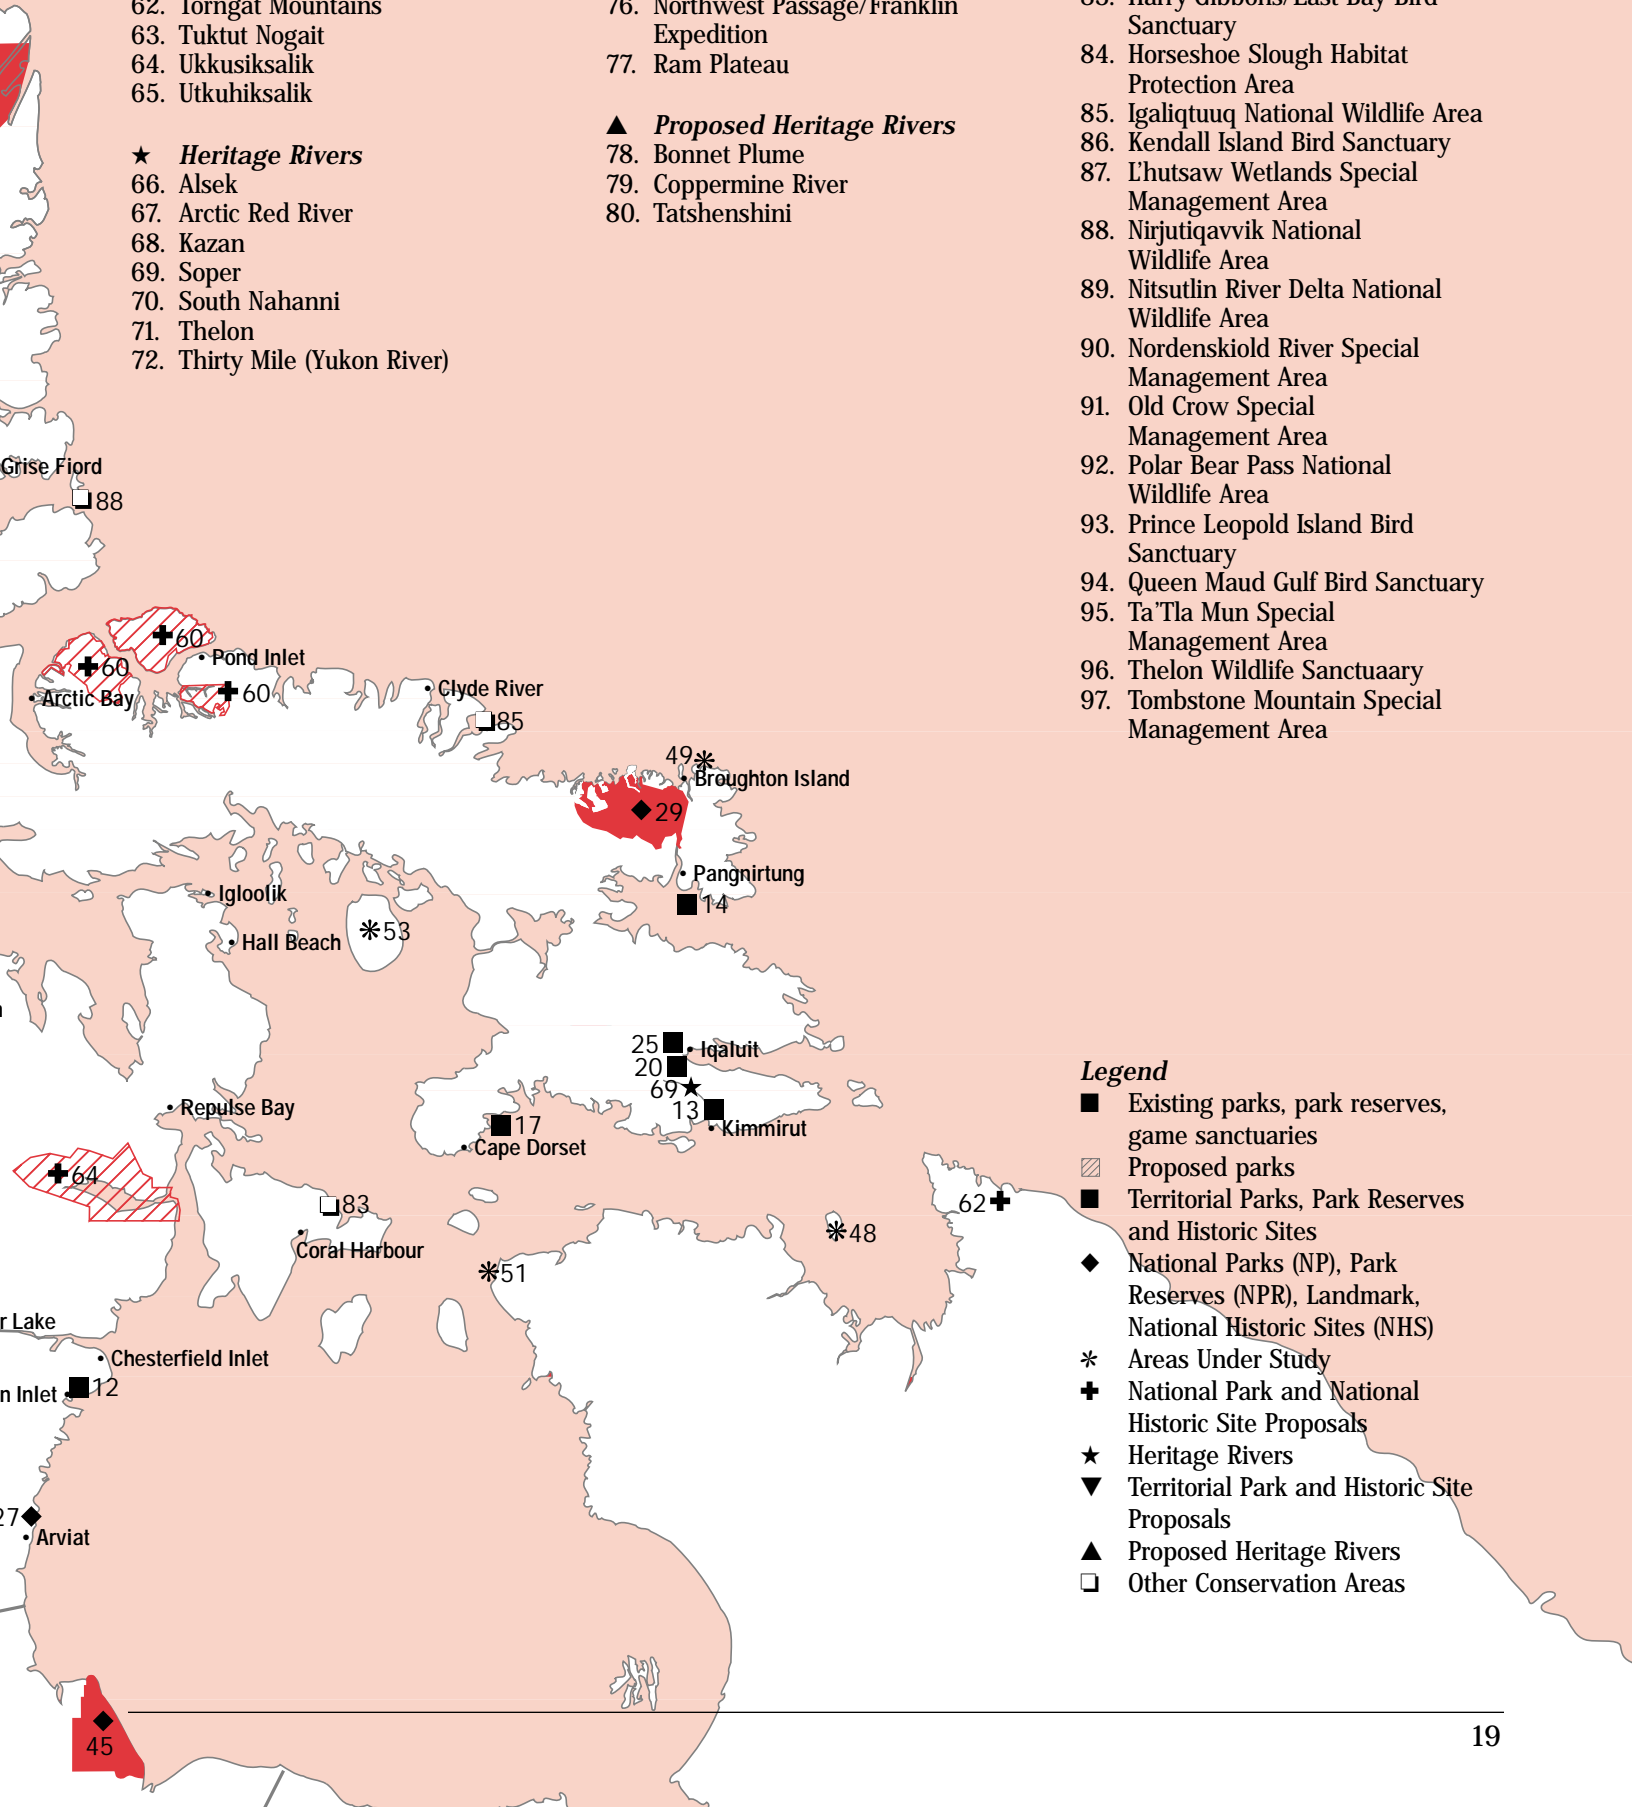 62. Torngat Mountains
63. Tuktut Nogait
64. Ukkusiksalik
65. Utkuhiksalik
★ Heritage Rivers
66. Alsek
67. Arctic Red River
68. Kazan
69. Soper
70. South Nahanni
71. Thelon
72. Thirty Mile (Yukon River)
76. Northwest Passage/Franklin
Expedition
77. Ram Plateau
▲ Proposed Heritage Rivers
78. Bonnet Plume
79. Coppermine River
80. Tatshenshini
83. Harry Gibbons/East Bay Bird
Sanctuary
84. Horseshoe Slough Habitat
Protection Area
85. Igaliqtuuq National Wildlife Area
86. Kendall Island Bird Sanctuary
87. L'hutsaw Wetlands Special
Management Area
88. Nirjutiqavvik National
Wildlife Area
89. Nitsutlin River Delta National
Wildlife Area
90. Nordenskiold River Special
Management Area
91. Old Crow Special
Management Area
92. Polar Bear Pass National
Wildlife Area
93. Prince Leopold Island Bird
Sanctuary
94. Queen Maud Gulf Bird Sanctuary
95. Ta'Tla Mun Special
Management Area
96. Thelon Wildlife Sanctuaary
97. Tombstone Mountain Special
Management Area
Grise Fiord
88
60
Pond Inlet
60
60
Arctic Bay
Clyde River
85
49
Broughton Island
29
Pangnirtung
14
Igloolik
53
Hall Beach
25
Iqaluit
20
69
13
Kimmirut
Repulse Bay
17
Cape Dorset
64
83
Coral Harbour
62
48
51
r Lake
Chesterfield Inlet
n Inlet
12
27
Arviat
45
Legend
■ Existing parks, park reserves,
game sanctuaries
Proposed parks
■ Territorial Parks, Park Reserves
and Historic Sites
◆ National Parks (NP), Park
Reserves (NPR), Landmark,
National Historic Sites (NHS)
Areas Under Study
National Park and National
Historic Site Proposals
★ Heritage Rivers
▼ Territorial Park and Historic Site
Proposals
▲ Proposed Heritage Rivers
Other Conservation Areas
19